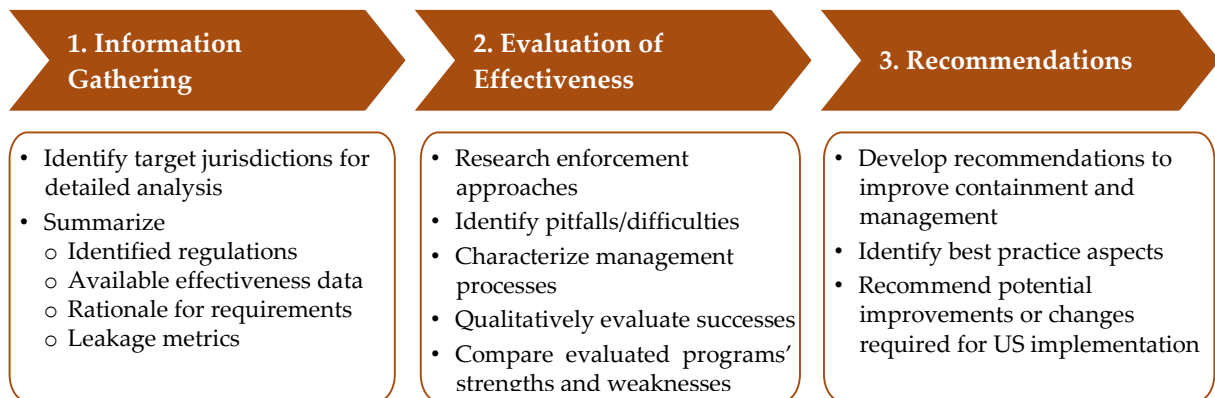 1. Information
Gathering
• Identify target jurisdictions for
detailed analysis
• Summarize
o Identified regulations
o Available effectiveness data
o Rationale for requirements
o Leakage metrics
2. Evaluation of
Effectiveness
• Research enforcement
approaches
• Identify pitfalls/difficulties
• Characterize management
processes
• Qualitatively evaluate successes
• Compare evaluated programs’
strengths and weaknesses
3. Recommendations
• Develop recommendations to
improve containment and
management
• Identify best practice aspects
• Recommend potential
improvements or changes
required for US implementation